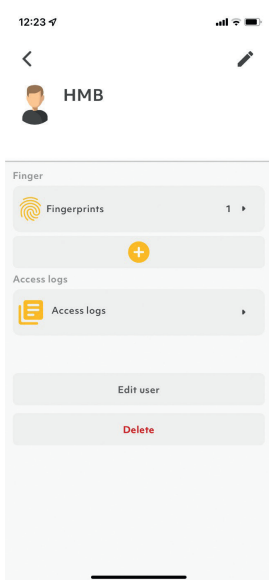 12:23
HMB
Finger
Fingerprints 1
Access logs
Access logs
Edit user
Delete